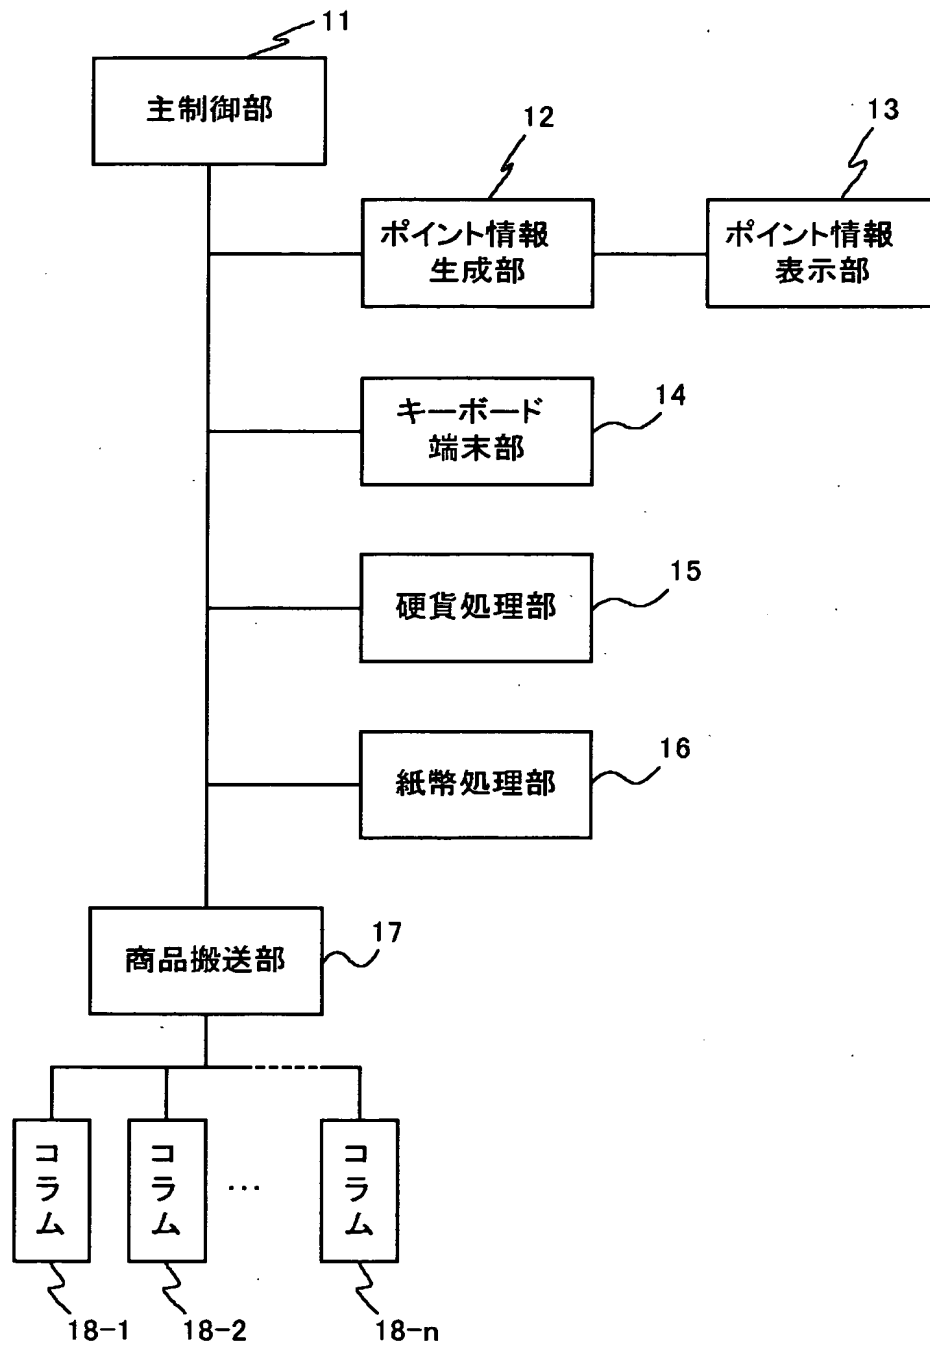 11
主制御部
12
ポイント情報
生成部
13
ポイント情報
表示部
キーボード
端末部
14
硬貨処理部
15
紙幣処理部
16
商品搬送部
17
コラム
コラム
...
コラム
18-1
18-2
18-n